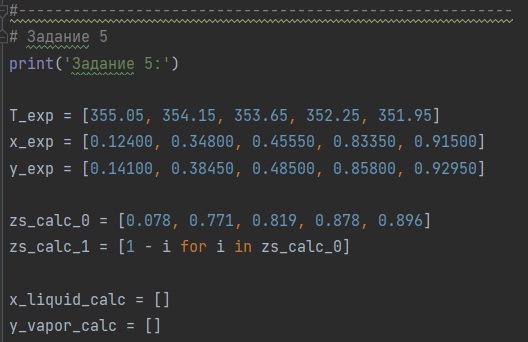 #-------------------------------------------------------
# Задание 5
print('Задание 5:')
T_exp = [355.05, 354.15, 353.65, 352.25, 351.95]
x_exp = [0.12400, 0.34800, 0.45550, 0.83350, 0.91500]
y_exp = [0.14100, 0.38450, 0.48500, 0.85800, 0.92950]
zs_calc_0 = [0.078, 0.771, 0.819, 0.878, 0.896]
zs_calc_1 = [1 - i for i in zs_calc_0]
x_liquid_calc = []
y_vapor_calc = []